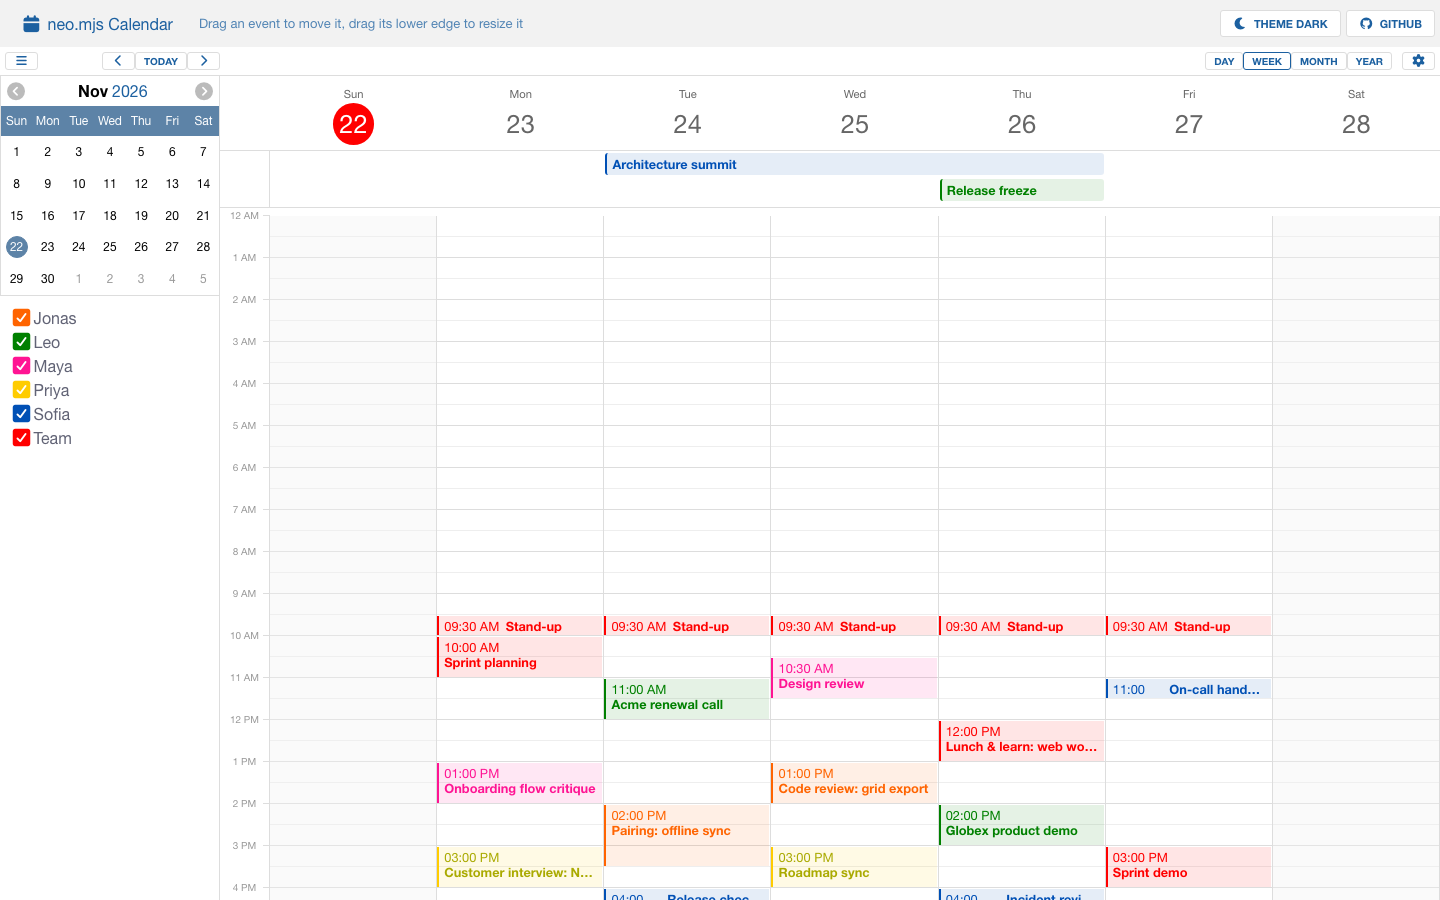 neo.mjs Calendar
Drag an event to move it, drag its lower edge to resize it
THEME DARK
GITHUB
TODAY
DAY
WEEK
MONTH
YEAR
Nov 2026
Sun Mon Tue Wed Thu Fri Sat
1 2 3 4 5 6 7
8 9 10 11 12 13 14
15 16 17 18 19 20 21
22 23 24 25 26 27 28
29 30 1 2 3 4 5
Jonas
Leo
Maya
Priya
Sofia
Team
Sun Mon Tue Wed Thu Fri Sat
22 23 24 25 26 27 28
Architecture summit
Release freeze
12 AM
1 AM
2 AM
3 AM
4 AM
5 AM
6 AM
7 AM
8 AM
9 AM
10 AM
11 AM
12 PM
1 PM
2 PM
3 PM
4 PM
09:30 AM Stand-up
10:00 AM
Sprint planning
01:00 PM
Onboarding flow critique
03:00 PM
Customer interview: N...
09:30 AM Stand-up
11:00 AM
Acme renewal call
02:00 PM
Pairing: offline sync
04:00 Release chec
09:30 AM Stand-up
10:30 AM
Design review
01:00 PM
Code review: grid export
03:00 PM
Roadmap sync
09:30 AM Stand-up
12:00 PM
Lunch & learn: web wo...
02:00 PM
Globex product demo
04:00 Incident revi
09:30 AM Stand-up
11:00 On-call hand...
03:00 PM
Sprint demo